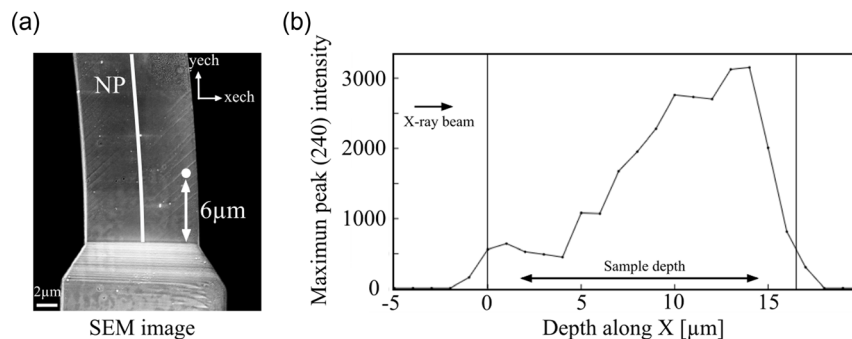 (a)
yech
NP
xech
6µm
2µm
SEM image
(b)
Maximun peak (240) intensity
3000
2000
1000
0
X-ray beam
Sample depth
-5
0
5
10
15
Depth along X [µm]